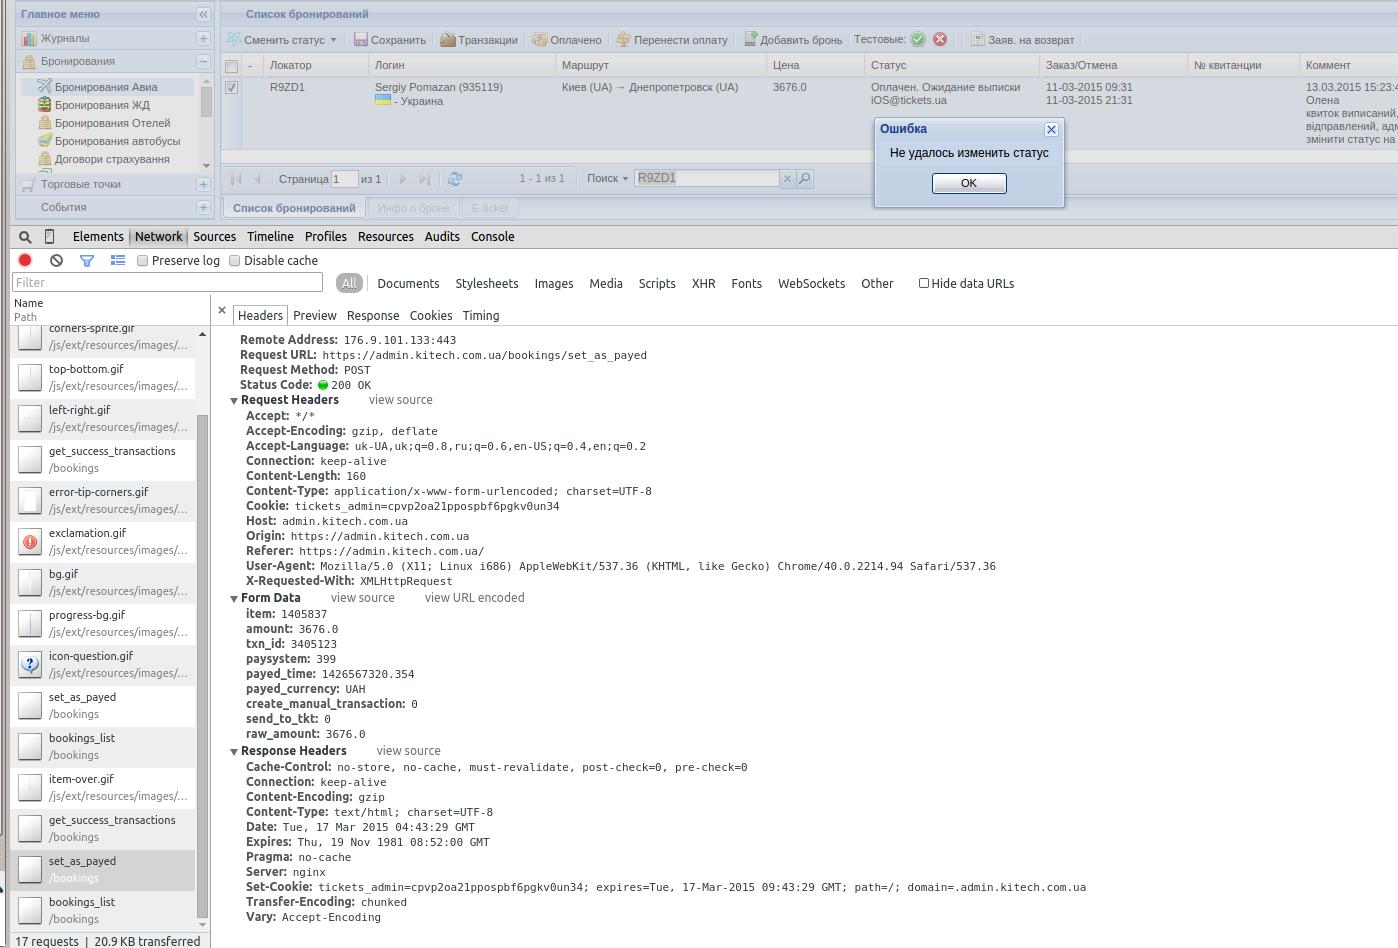 Главное меню
Журналы
Бронирования
Бронирования Авиа
Бронирования ЖД
Бронирования Отелей
Бронирования автобусы
Договори страхування
Торговые точки
События
Список бронирований
Сменить статус
Сохранить
Транзакции
Оплачено
Перенести оплату
Добавить бронь
Тестовые:
Заяв. на возврат
- Локатор Логин Маршрут Цена Статус Заказ/Отмена № квитанции Коммент
R9ZD1 Sergiy Pomazan (935119) Киев (UA) → Днепропетровск (UA) 3676.0 Оплачен. Ожидание выписки 11-03-2015 09:31 13.03.2015 15:23:4
- Украина iOS@tickets.ua 11-03-2015 21:31 Олена
квиток виписаний,
відправлений, адм
змінити статус на
Ошибка
Не удалось изменить статус
OK
Страница 1 из 1
1 - 1 из 1
Поиск R9ZD1
Список бронирований Инфо о броне E-ticket
Elements Network Sources Timeline Profiles Resources Audits Console
Preserve log Disable cache
Filter All Documents Stylesheets Images Media Scripts XHR Fonts WebSockets Other Hide data URLs
Name
Path
corners-sprite.gif
/js/ext/resources/images/...
top-bottom.gif
/js/ext/resources/images/...
left-right.gif
/js/ext/resources/images/...
get_success_transactions
/bookings
error-tip-corners.gif
/js/ext/resources/images/...
exclamation.gif
/js/ext/resources/images/...
bg.gif
/js/ext/resources/images/...
progress-bg.gif
/js/ext/resources/images/...
icon-question.gif
/js/ext/resources/images/...
set_as_payed
/bookings
bookings_list
/bookings
item-over.gif
/js/ext/resources/images/...
get_success_transactions
/bookings
set_as_payed
/bookings
bookings_list
/bookings
17 requests | 20.9 KB transferred
× Headers Preview Response Cookies Timing
Remote Address: 176.9.101.133:443
Request URL: https://admin.kitech.com.ua/bookings/set_as_payed
Request Method: POST
Status Code: 200 OK
Request Headers view source
Accept: */*
Accept-Encoding: gzip, deflate
Accept-Language: uk-UA,uk;q=0.8,ru;q=0.6,en-US;q=0.4,en;q=0.2
Connection: keep-alive
Content-Length: 160
Content-Type: application/x-www-form-urlencoded; charset=UTF-8
Cookie: tickets_admin=cpvp2oa21ppospbf6pgkv0un34
Host: admin.kitech.com.ua
Origin: https://admin.kitech.com.ua
Referer: https://admin.kitech.com.ua/
User-Agent: Mozilla/5.0 (X11; Linux i686) AppleWebKit/537.36 (KHTML, like Gecko) Chrome/40.0.2214.94 Safari/537.36
X-Requested-With: XMLHttpRequest
Form Data view source view URL encoded
item: 1405837
amount: 3676.0
txn_id: 3405123
paysystem: 399
payed_time: 1426567320.354
payed_currency: UAH
create_manual_transaction: 0
send_to_tkt: 0
raw_amount: 3676.0
Response Headers view source
Cache-Control: no-store, no-cache, must-revalidate, post-check=0, pre-check=0
Connection: keep-alive
Content-Encoding: gzip
Content-Type: text/html; charset=UTF-8
Date: Tue, 17 Mar 2015 04:43:29 GMT
Expires: Thu, 19 Nov 1981 08:52:00 GMT
Pragma: no-cache
Server: nginx
Set-Cookie: tickets_admin=cpvp2oa21ppospbf6pgkv0un34; expires=Tue, 17-Mar-2015 09:43:29 GMT; path=/; domain=.admin.kitech.com.ua
Transfer-Encoding: chunked
Vary: Accept-Encoding